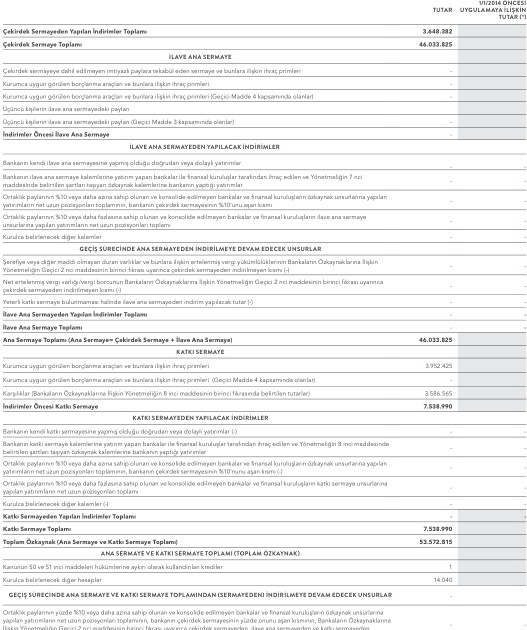 1/1/2014 ÖNCESİ
TUTAR UYGULAMAYA İLİŞKİN
TUTAR (*)
Çekirdek Sermayeden Yapılan İndirimler Toplamı 3.648.382
Çekirdek Sermaye Toplamı 46.033.825
İLAVE ANA SERMAYE
Çekirdek sermayeye dahil edilmeyen imtiyazlı paylara tekabül eden sermaye ve bunlara ilişkin ihraç primleri -
Kurumca uygun görülen borçlanma araçları ve bunlara ilişkin ihraç primleri -
Kurumca uygun görülen borçlanma araçları ve bunlara ilişkin ihraç primleri (Geçici Madde 4 kapsamında olanlar) -
Üçüncü kişilerin ilave ana sermayedeki payları
Üçüncü kişilerin ilave ana sermayedeki payları (Geçici Madde 3 kapsamında olanlar) -
İndirimler Öncesi İlave Ana Sermaye -
İLAVE ANA SERMAYEDEN YAPILACAK İNDİRİMLER
Bankanın kendi ilave ana sermayesine yapmış olduğu doğrudan veya dolaylı yatırımlar - -
Bankanın ilave ana sermaye kalemlerine yatırım yapan bankalar ile finansal kuruluşlar tarafından ihraç edilen ve Yönetmeliğin 7 nci
maddesinde belirtilen şartları taşıyan özkaynak kalemlerine bankanın yaptığı yatırımlar - -
Ortaklık paylarının %10 veya daha azına sahip olunan ve konsolide edilmeyen bankalar ve finansal kuruluşların özkaynak unsurlarına yapılan
yatırımların net uzun pozisyonları toplamının, bankanın çekirdek sermayesinin %10'unu aşan kısmı - -
Ortaklık paylarının %10 veya daha fazlasına sahip olunan ve konsolide edilmeyen bankalar ve finansal kuruluşların ilave ana sermaye
unsurlarına yapılan yatırımların net uzun pozisyonları toplamı - -
Kurulca belirlenecek diğer kalemler - -
GEÇİŞ SÜRECİNDE ANA SERMAYEDEN İNDİRİLMEYE DEVAM EDECEK UNSURLAR
Şerefiye veya diğer maddi olmayan duran varlıklar ve bunlara ilişkin ertelenmiş vergi yükümlülüklerinin Bankaların Özkaynaklarına İlişkin
Yönetmeliğin Geçici 2 nci maddesinin birinci fıkrası uyarınca çekirdek sermayeden indirilmeyen kısmı (-) - -
Net ertelenmiş vergi varlığı/vergi borcunun Bankaların Özkaynaklarına İlişkin Yönetmeliğin Geçici 2 nci maddesinin birinci fıkrası uyarınca
çekirdek sermayeden indirilmeyen kısmı (-) - -
Yeterli katkı sermaye bulunmaması halinde ilave ana sermayeden indirim yapılacak tutar (-) - -
İlave Ana Sermayeden Yapılan İndirimler Toplamı -
İlave Ana Sermaye Toplamı -
Ana Sermaye Toplamı (Ana Sermaye= Çekirdek Sermaye + İlave Ana Sermaye) 46.033.825
KATKI SERMAYE
Kurumca uygun görülen borçlanma araçları ve bunlara ilişkin ihraç primleri 3.952.425
Kurumca uygun görülen borçlanma araçları ve bunlara ilişkin ihraç primleri (Geçici Madde 4 kapsamında olanlar) -
Karşılıklar (Bankaların Özkaynaklarına İlişkin Yönetmeliğin 8 inci maddesinin birinci fıkrasında belirtilen tutarlar) 3.586.565
İndirimler Öncesi Katkı Sermaye 7.538.990
KATKI SERMAYEDEN YAPILACAK İNDİRİMLER
Bankanın kendi katkı sermayesine yapmış olduğu doğrudan veya dolaylı yatırımlar (-) - -
Bankanın katkı sermaye kalemlerine yatırım yapan bankalar ile finansal kuruluşlar tarafından ihraç edilen ve Yönetmeliğin 8 inci maddesinde
belirtilen şartları taşıyan özkaynak kalemlerine bankanın yaptığı yatırımlar - -
Ortaklık paylarının %10 veya daha azına sahip olunan ve konsolide edilmeyen bankalar ve finansal kuruluşların özkaynak unsurlarına yapılan
yatırımların net uzun pozisyonları toplamının, bankanın çekirdek sermayesinin %10'nunu aşan kısmı (-) - -
Ortaklık paylarının %10 veya daha fazlasına sahip olunan ve konsolide edilmeyen bankalar ve finansal kuruluşların katkı sermaye unsurlarına
yapılan yatırımların net uzun pozisyonları toplamı - -
Kurulca belirlenecek diğer kalemler (-) - -
Katkı Sermayeden Yapılan İndirimler Toplamı - -
Katkı Sermaye Toplamı 7.538.990
Toplam Özkaynak (Ana Sermaye ve Katkı Sermaye Toplamı) 53.572.815
ANA SERMAYE VE KATKI SERMAYE TOPLAMI (TOPLAM ÖZKAYNAK)
Kanunun 50 ve 51 inci maddeleri hükümlerine aykırı olarak kullandırılan krediler 1
Kurulca belirlenecek diğer hesaplar 14.040
GEÇİŞ SÜRECİNDE ANA SERMAYE VE KATKI SERMAYE TOPLAMINDAN (SERMAYEDEN) İNDİRİLMEYE DEVAM EDECEK UNSURLAR -
Ortaklık paylarının yüzde %10 veya daha azına sahip olunan ve konsolide edilmeyen bankalar ve finansal kuruluşların özkaynak unsurlarına
yapılan yatırımların net uzun pozisyonları toplamının, bankanın çekirdek sermayesinin yüzde onunu aşan kısmının, Bankaların - -